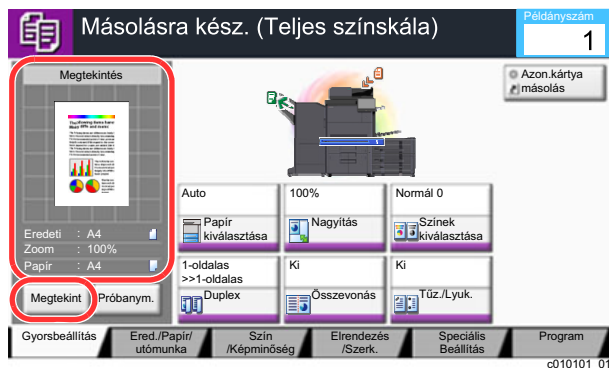 Másolásra kész. (Teljes színskála)
Példányszám
1
Megtekintés
Azon.kártya
másolás
1
Eredeti : A4
Zoom : 100%
Papír : A4
Megtekint
Próbanym.
Auto
Papír
kiválasztása
100%
Nagyítás
Normál 0
Színek
kiválasztása
1-oldalas
>>1-oldalas
Duplex
Ki
Összevonás
Ki
Tűz./Lyuk.
Gyorsbeállítás
Ered./Papír/
utómunka
Szín
/Képminőség
Elrendezés
/Szerk.
Speciális
Beállítás
Program
c010101_01